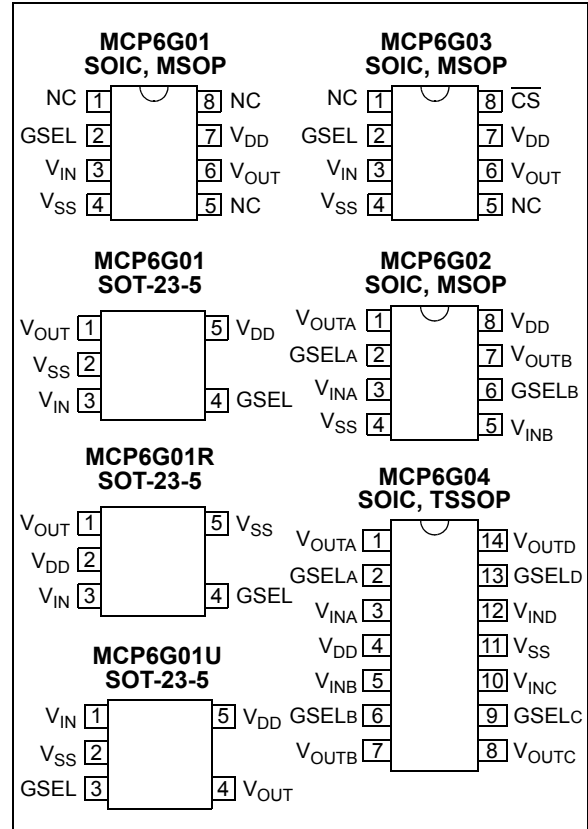 MCP6G01
SOIC, MSOP
NC 1 8 NC
GSEL 2 7 VDD
VIN 3 6 VOUT
VSS 4 5 NC
MCP6G03
SOIC, MSOP
NC 1 8 CS
GSEL 2 7 VDD
VIN 3 6 VOUT
VSS 4 5 NC
MCP6G01
SOT-23-5
VOUT 1 5 VDD
VSS 2
VIN 3 4 GSEL
MCP6G02
SOIC, MSOP
VOUTA 1 8 VDD
GSELA 2 7 VOUTB
VINA 3 6 GSELB
VSS 4 5 VINB
MCP6G01R
SOT-23-5
VOUT 1 5 VSS
VDD 2
VIN 3 4 GSEL
MCP6G04
SOIC, TSSOP
VOUTA 1 14 VOUTD
GSELA 2 13 GSELD
VINA 3 12 VIND
VDD 4 11 VSS
VINB 5 10 VINC
GSELB 6 9 GSELC
VOUTB 7 8 VOUTC
MCP6G01U
SOT-23-5
VIN 1 5 VDD
VSS 2
GSEL 3 4 VOUT